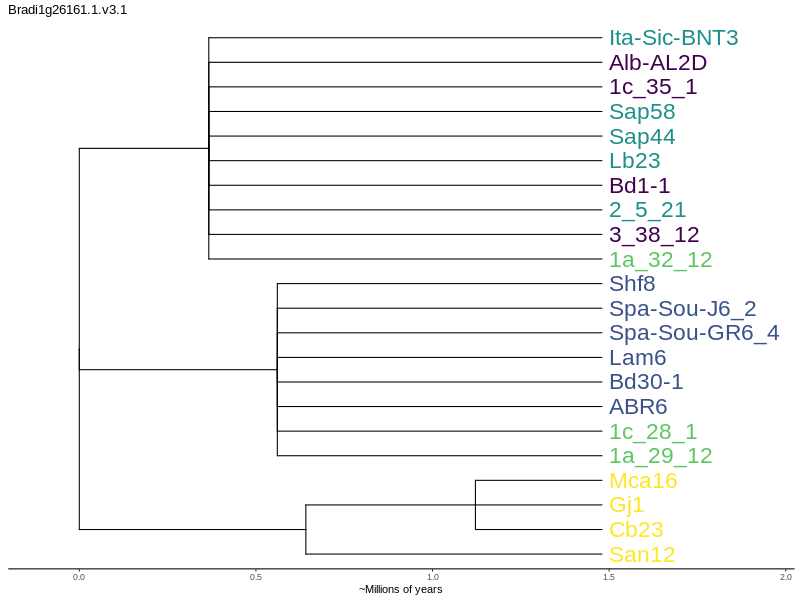 Bradi1g26161.1.v3.1
Ita-Sic-BNT3
Alb-AL2D
1c_35_1
Sap58
Sap44
Lb23
Bd1-1
2_5_21
3_38_12
1a_32_12
Shf8
Spa-Sou-J6_2
Spa-Sou-GR6_4
Lam6
Bd30-1
ABR6
1c_28_1
1a_29_12
Mca16
Gj1
Cb23
San12
0.0 0.5 1.0 1.5 2.0
~Millions of years